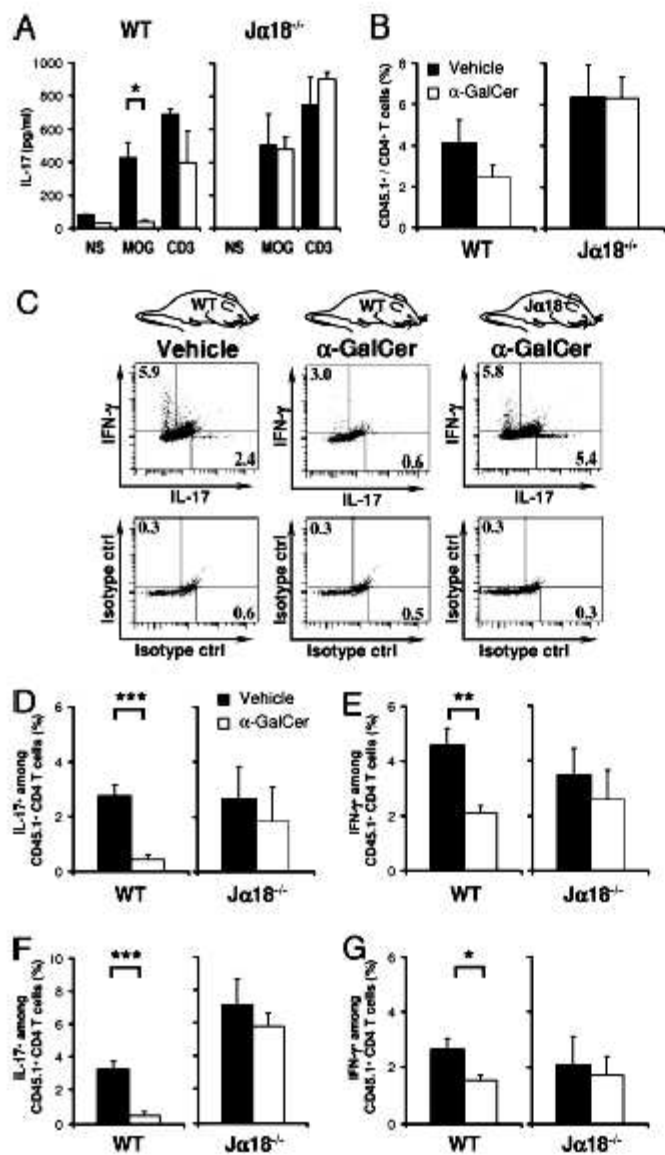 A
WT
Jα18⁻/⁻
IL-17 (pg/ml)
1000
800
600
400
200
0
NS MOG CD3
MOG CD3
*
B
Vehicle
α-GalCer
CD45.1⁺ / CD4⁺ T cells (%)
8
6
4
2
0
WT
Jα18⁻/⁻
C
WT
WT
Jα18⁻
Vehicle
α-GalCer
α-GalCer
5.9
2.4
IFN-γ
IL-17
3.0
0.6
IFN-γ
IL-17
5.8
5.4
IFN-γ
IL-17
0.3
0.6
Isotype ctrl
Isotype ctrl
0.3
0.5
Isotype ctrl
Isotype ctrl
0.3
0.3
Isotype ctrl
Isotype ctrl
D
***
Vehicle
α-GalCer
IL-17⁺ among
CD45.1⁺ CD4 T cells (%)
6
4
2
0
WT
Jα18⁻/⁻
E
**
IFN-γ⁺ among
CD45.1⁺ CD4 T cells (%)
6
4
2
0
WT
Jα18⁻/⁻
F
***
IL-17⁺ among
CD45.1⁺ CD4 T cells (%)
10
8
6
4
2
0
WT
Jα18⁻/⁻
G
*
IFN-γ⁺ among
CD45.1⁺ CD4 T cells (%)
6
4
2
0
WT
Jα18⁻/⁻